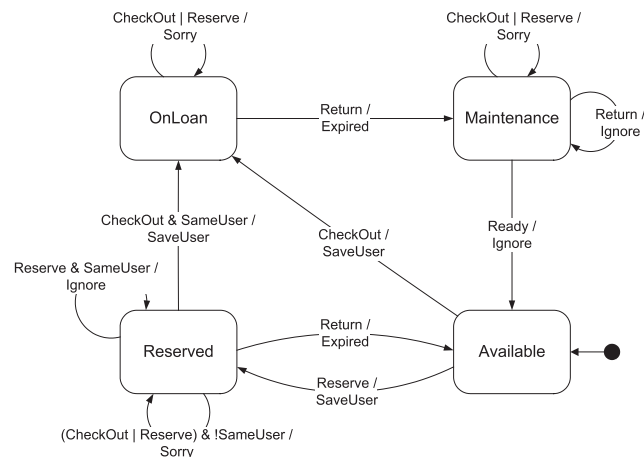 CheckOut | Reserve /
Sorry
CheckOut | Reserve /
Sorry
OnLoan
Return /
Expired
Maintenance
Return /
Ignore
CheckOut & SameUser /
SaveUser
CheckOut /
SaveUser
Ready /
Ignore
Reserve & SameUser /
Ignore
Reserved
Return /
Expired
Available
Reserve /
SaveUser
(CheckOut | Reserve) & !SameUser /
Sorry